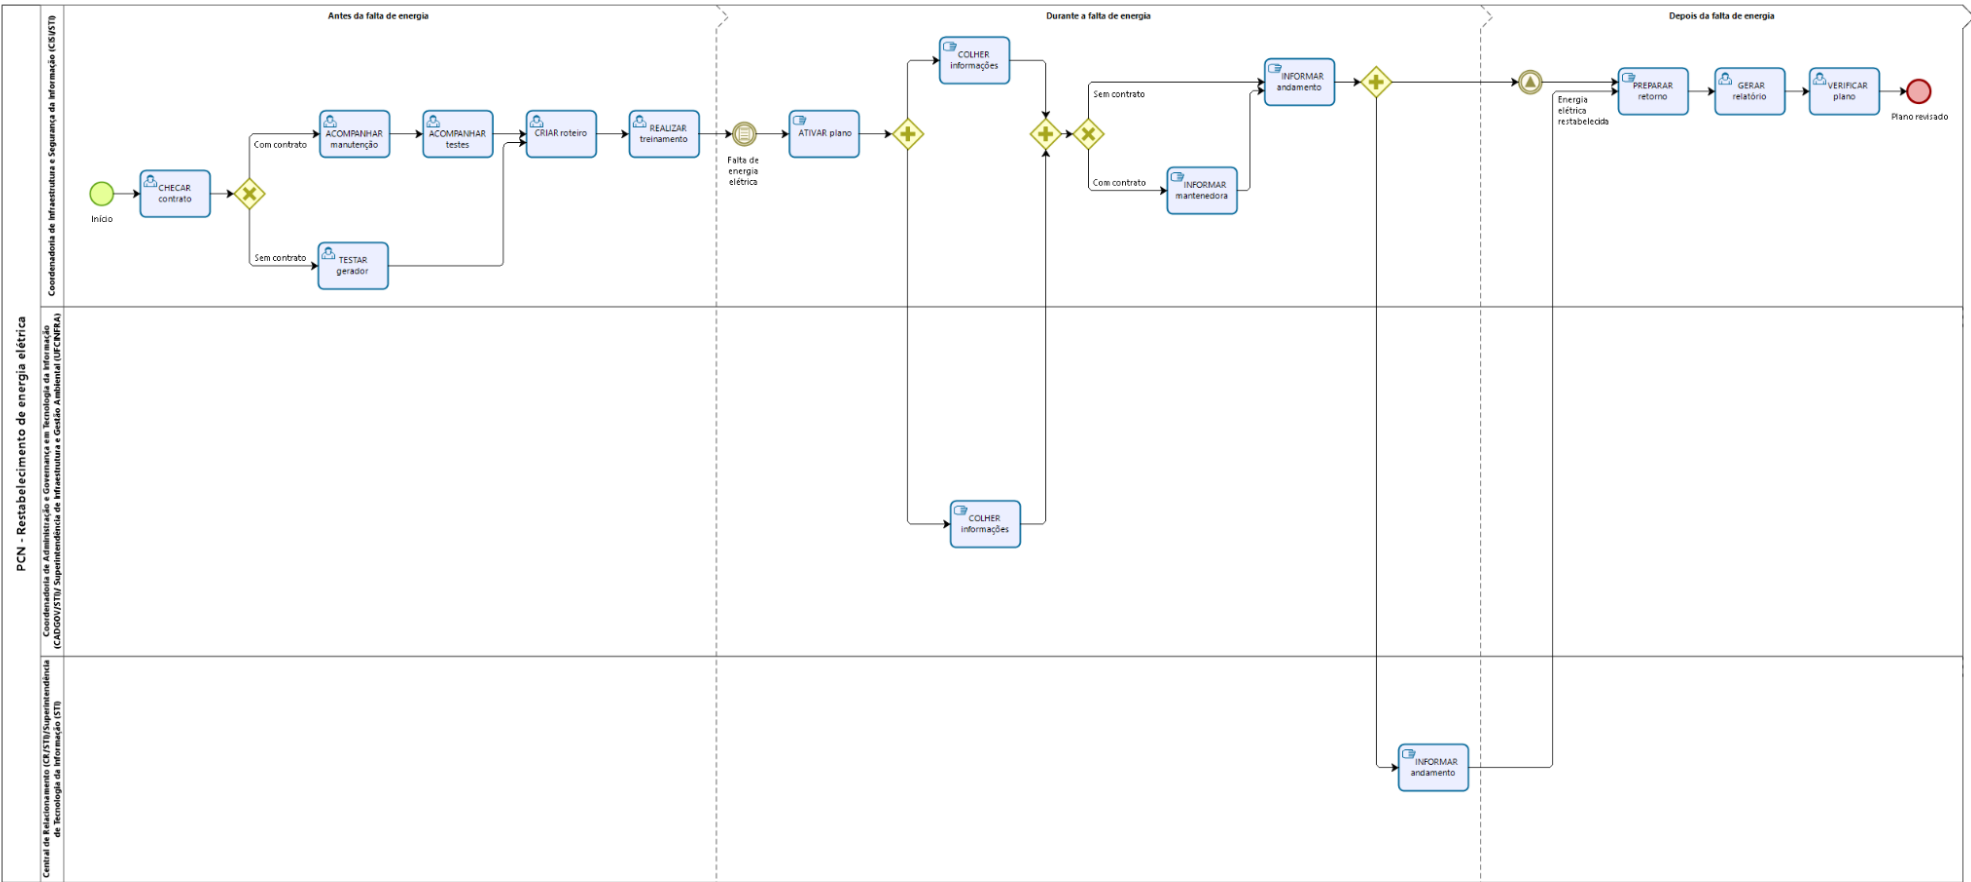 PCN - Restabelecimento de energia elétrica
Coordenadoria de Infraestrutura e Segurança da Informação (CISI/STI)
Antes da falta de energia
Durante a falta de energia
Depois da falta de energia
Início
CHECAR
contrato
Com contrato
Sem contrato
ACOMPANHAR
manutenção
ACOMPANHAR
testes
TESTAR
gerador
CRIAR roteiro
REALIZAR
treinamento
Falta de
energia
elétrica
ATIVAR plano
COLHER
informações
Sem contrato
Com contrato
INFORMAR
mantenedora
INFORMAR
andamento
Energia
elétrica
restabelecida
PREPARAR
retorno
GERAR
relatório
VERIFICAR
plano
Plano revisado
Coordenadoria de Administração e Governança em Tecnologia da Informação
(CADGOV/STI)/ Superintendência de Infraestrutura e Gestão Ambiental (UFCINFRA)
COLHER
informações
Central de Relacionamento (CR/STI)/Superintendência
de Tecnologia da Informação (STI)
INFORMAR
andamento